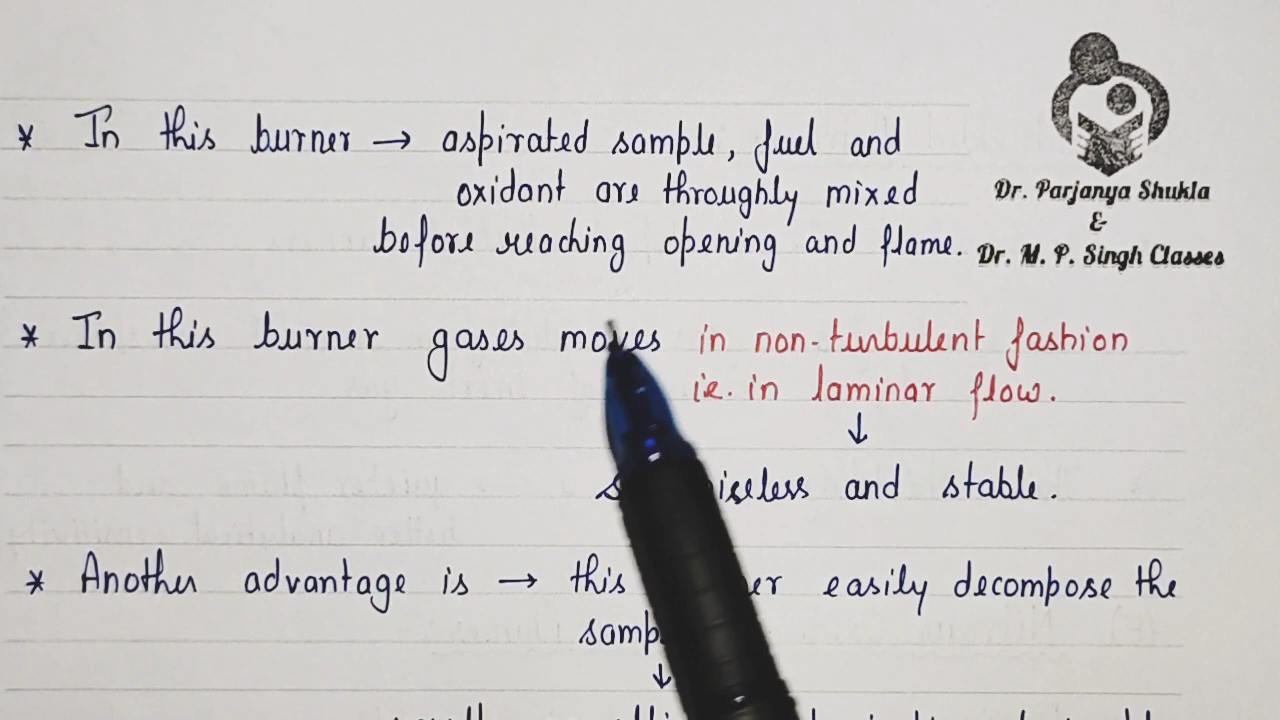 * In this burner → aspirated sample, fuel and
oxidant are throughly mixed
before reaching opening and flame.
Dr. Parjanya Shukla
&
Dr. M. P. Singh Classes
* In this burner gases moves in non-turbulent fashion
i.e. in laminar flow.
↓
and stable.
* Another advantage is → this easily decompose the
↓